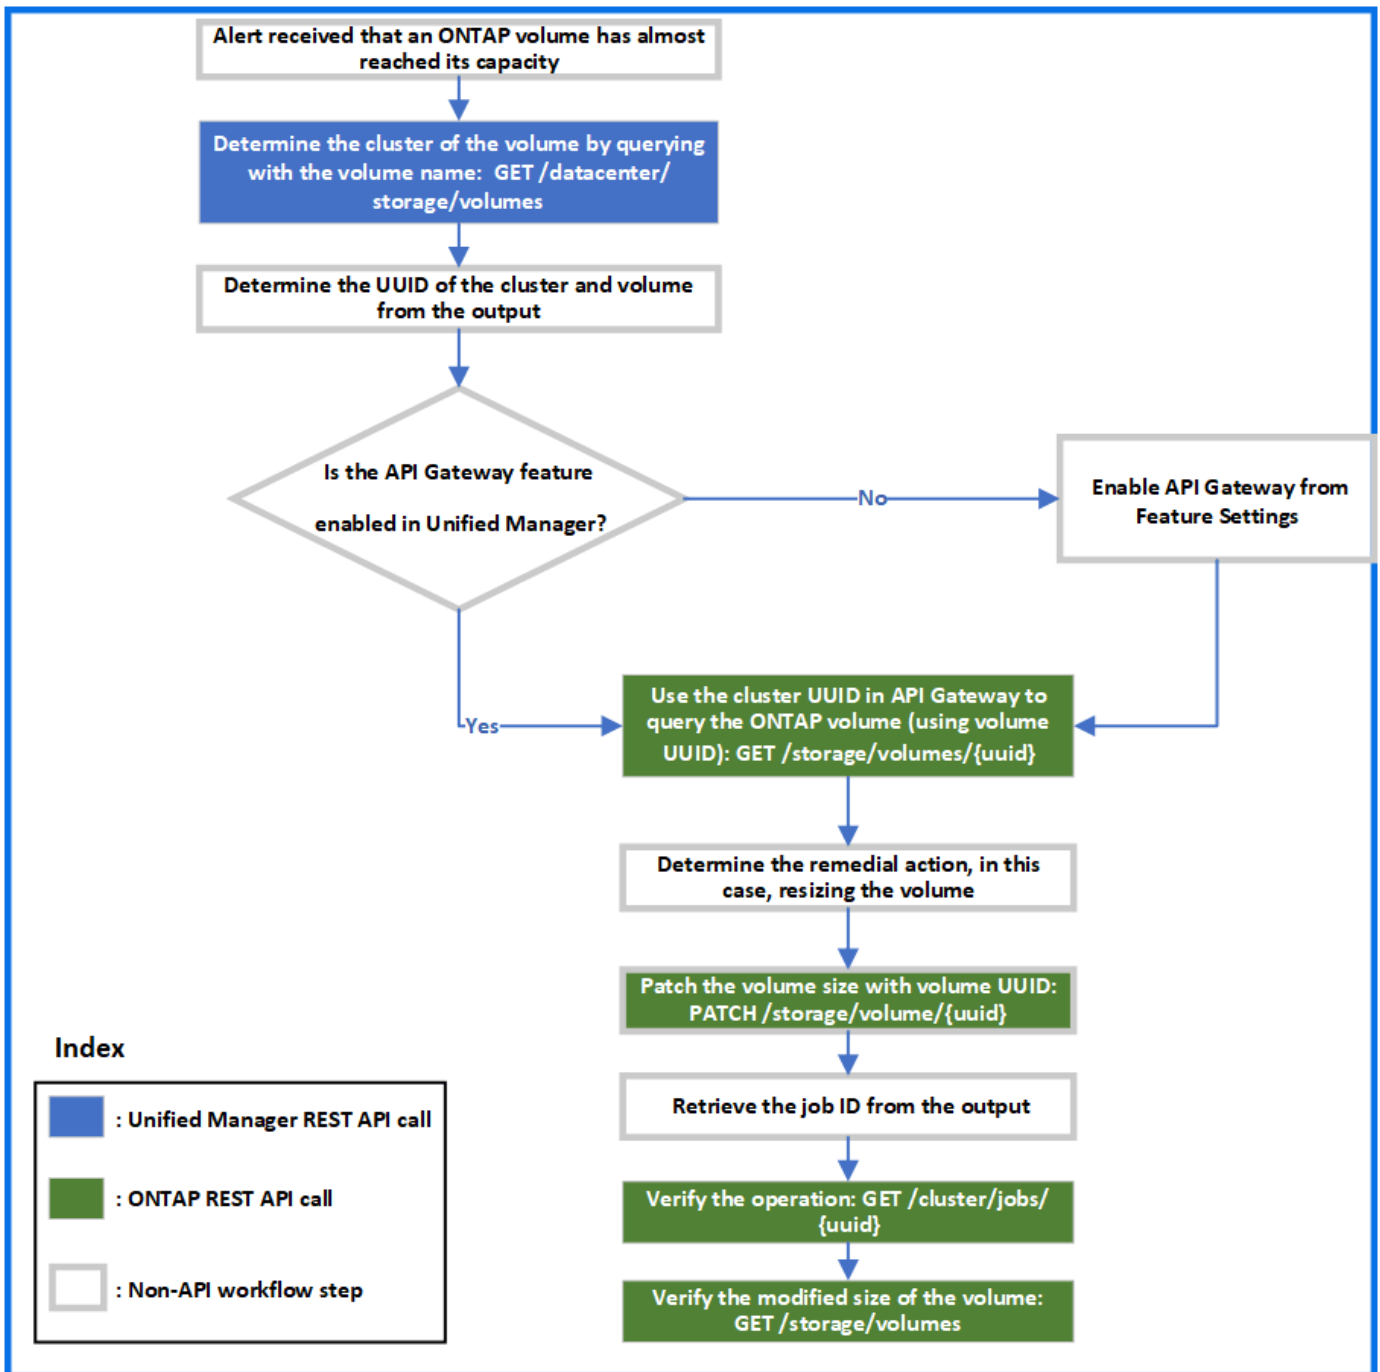 Alert received that an ONTAP volume has almost
reached its capacity
Determine the cluster of the volume by querying
with the volume name: GET /datacenter/
storage/volumes
Determine the UUID of the cluster and volume
from the output
Is the API Gateway feature
enabled in Unified Manager?
No
Enable API Gateway from
Feature Settings
Yes
Use the cluster UUID in API Gateway to
query the ONTAP volume (using volume
UUID): GET /storage/volumes/{uuid}
Determine the remedial action, in this
case, resizing the volume
Patch the volume size with volume UUID:
PATCH /storage/volume/{uuid}
Retrieve the job ID from the output
Verify the operation: GET /cluster/jobs/
{uuid}
Verify the modified size of the volume:
GET /storage/volumes
Index
: Unified Manager REST API call
: ONTAP REST API call
: Non-API workflow step